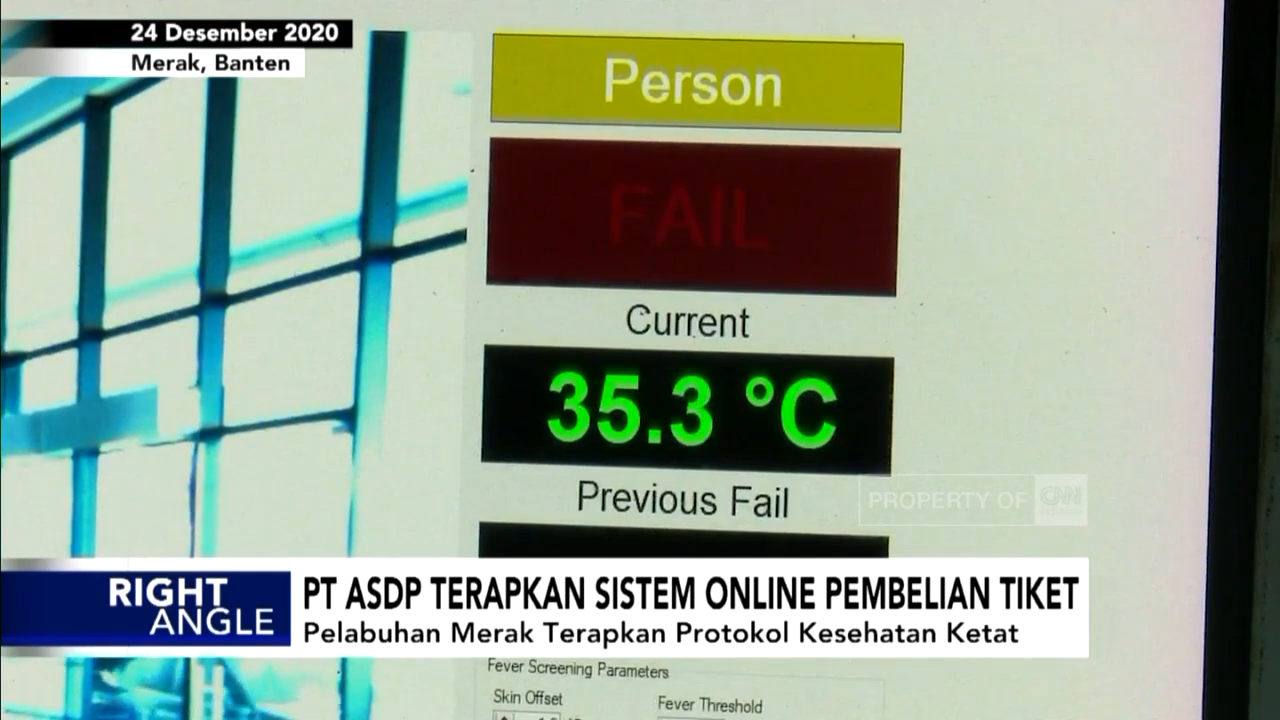 24 Desember 2020
Merak, Banten
Person
FAIL
Current
35.3 °C
Previous Fail
PROPERTY OF CNN
RIGHT ANGLE
PT ASDP TERAPKAN SISTEM ONLINE PEMBELIAN TIKET
Pelabuhan Merak Terapkan Protokol Kesehatan Ketat
Fever Screening Parameters
Skin Offset
Fever Threshold